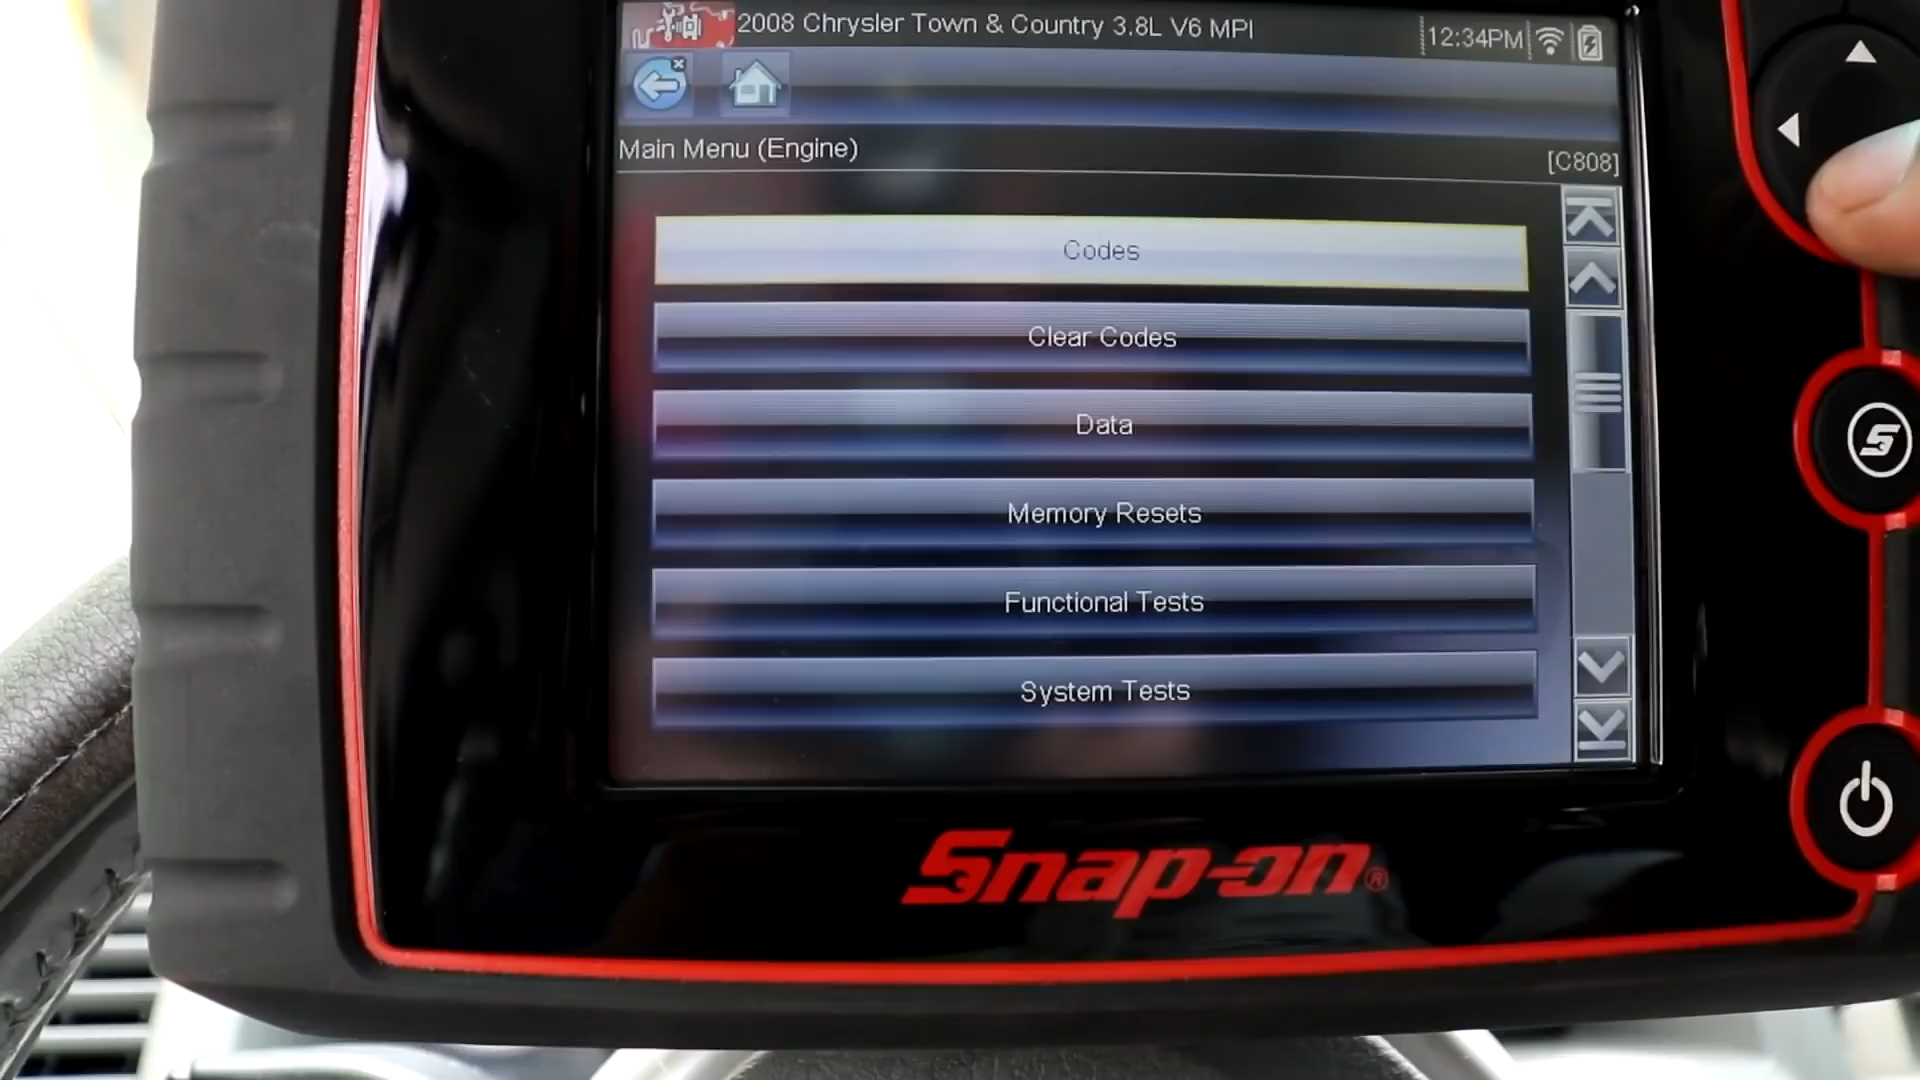 2008 Chrysler Town & Country 3.8L V6 MPI
12:34PM
Main Menu (Engine)
[C808]
Codes
Clear Codes
Data
Memory Resets
Functional Tests
System Tests
Snap-on®